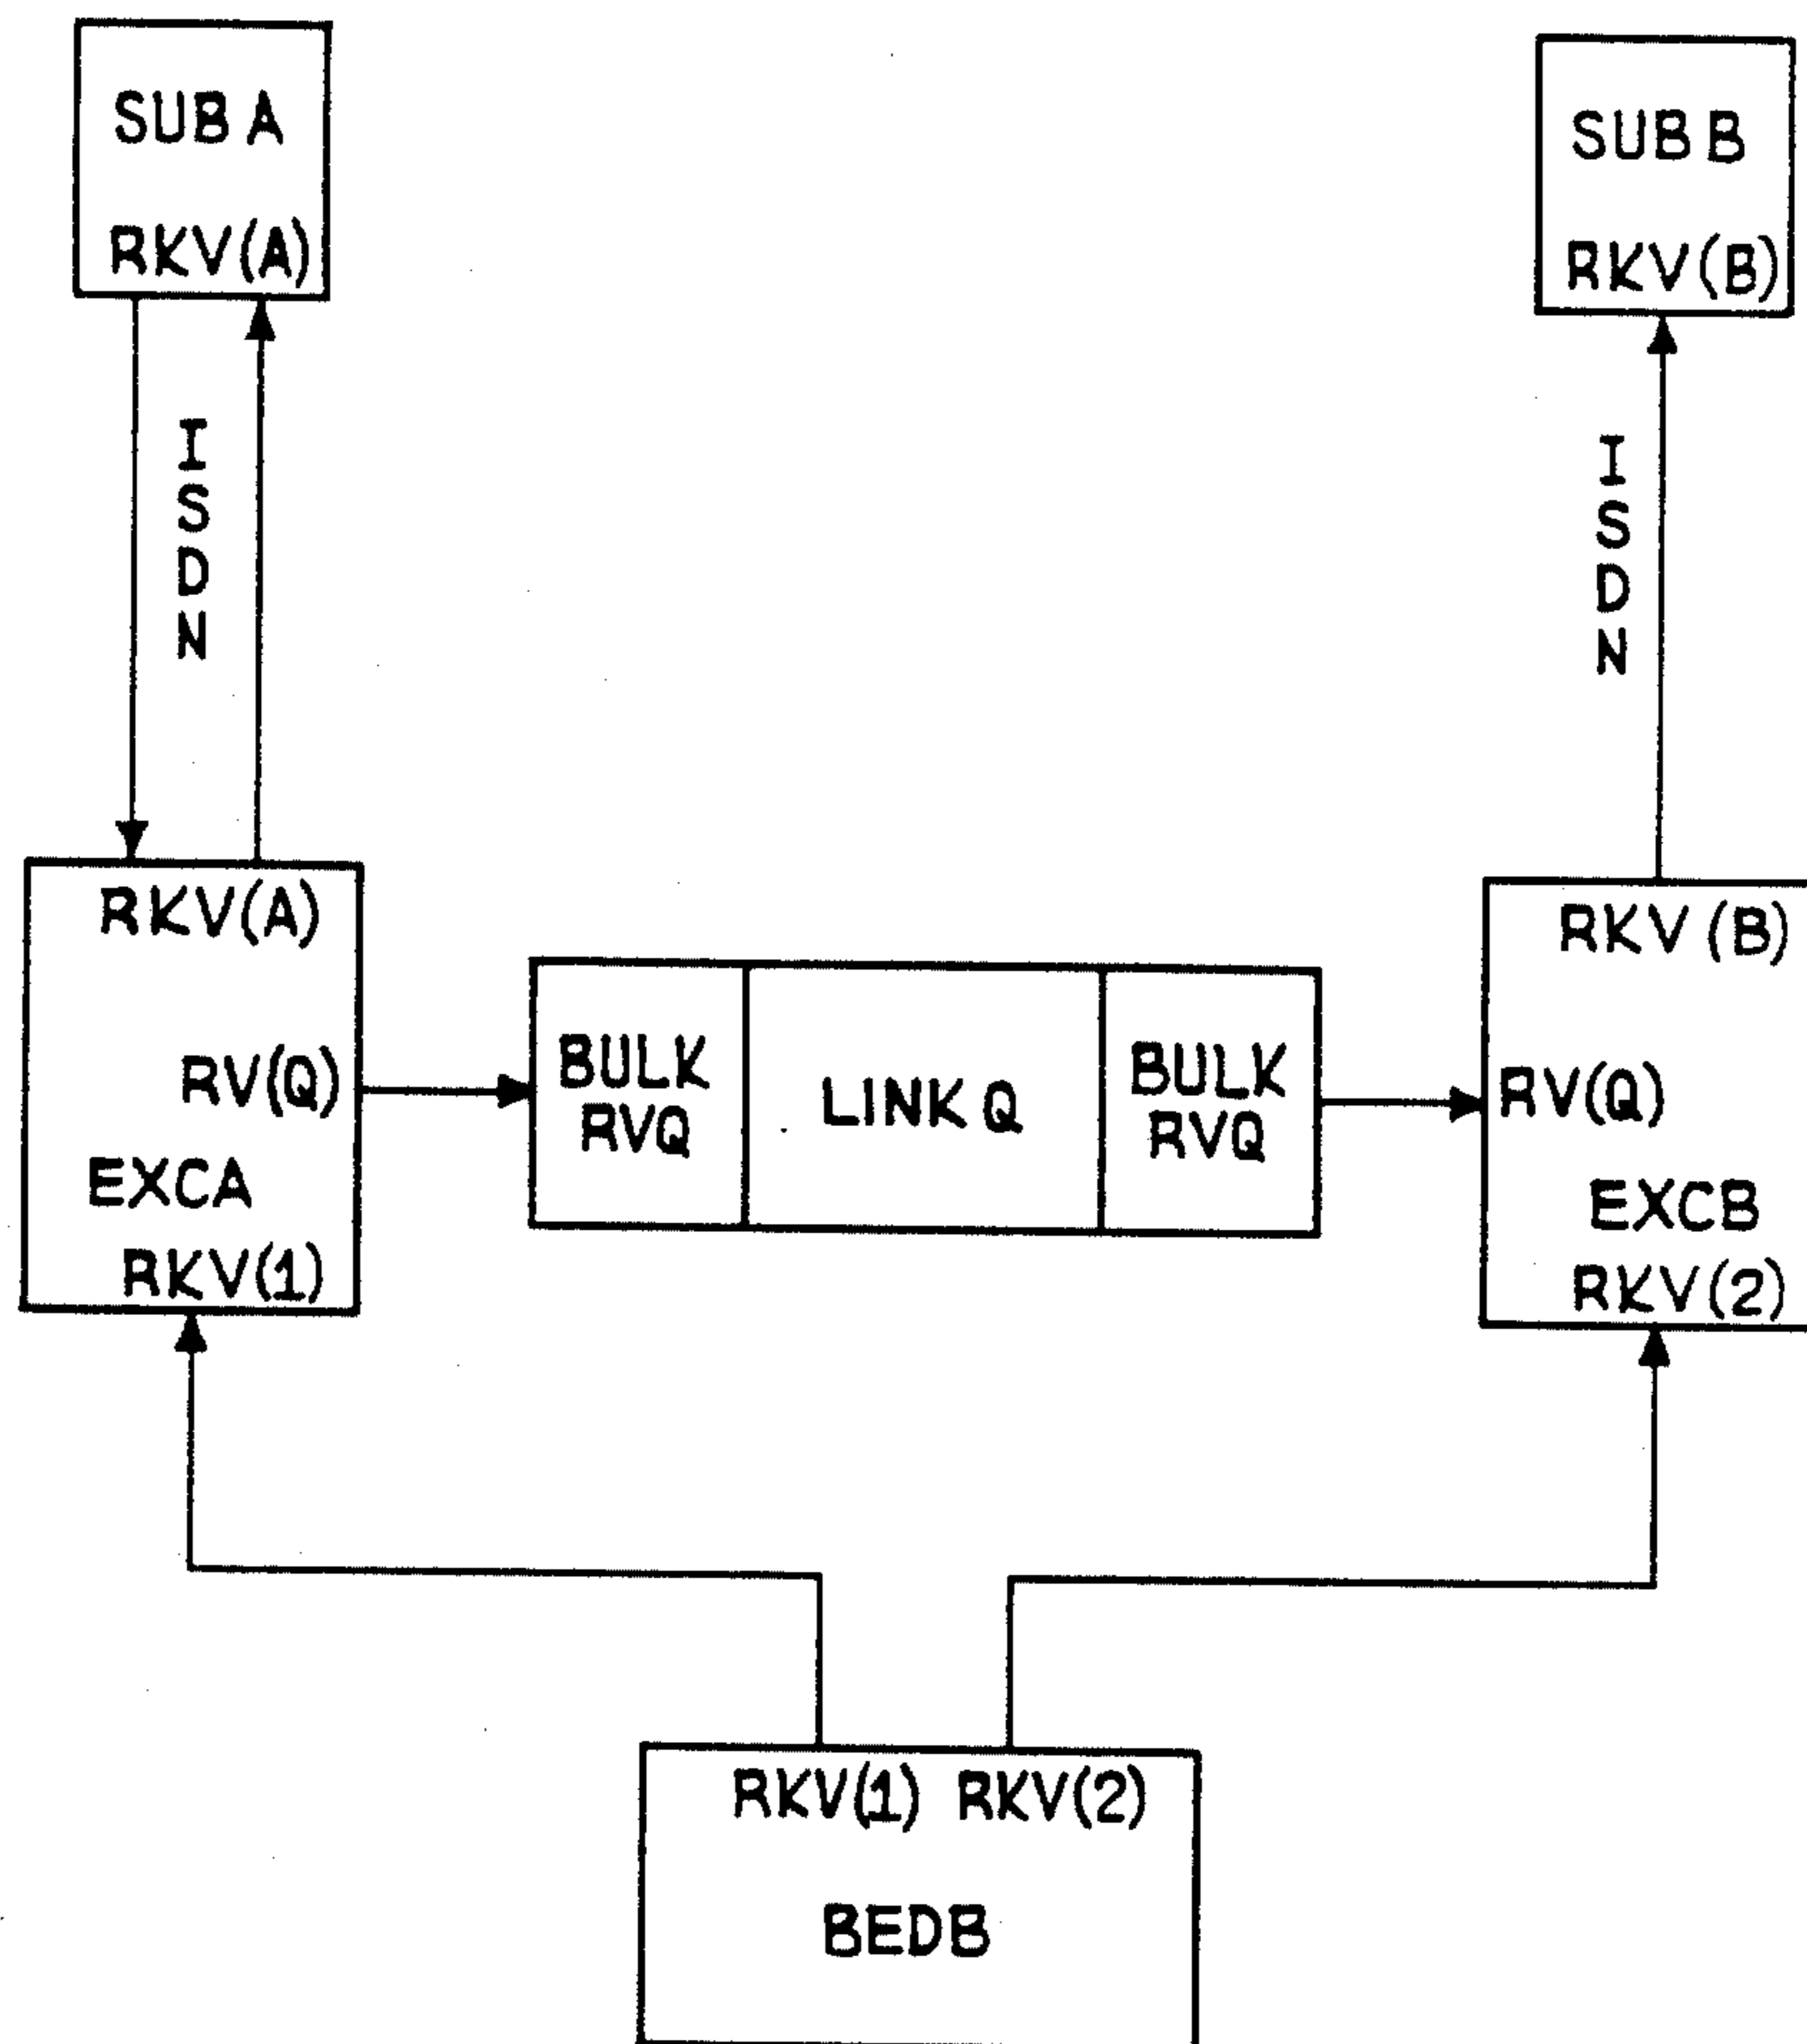 SUB A
RKV(A)
SUB B
RKV(B)
ISDN
ISDN
RKV(A)
RV(Q)
EXCA
RKV(1)
BULK
RVQ
LINK Q
BULK
RVQ
RKV(B)
RV(Q)
EXCB
RKV(2)
RKV(1) RKV(2)
BEDB